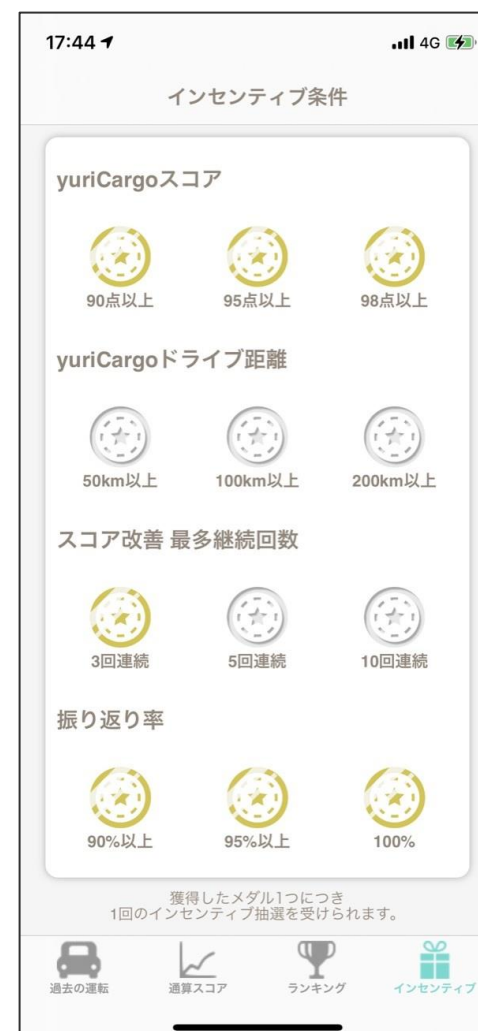 17:44
4G
インセンティブ条件
yuriCargoスコア
90点以上 95点以上 98点以上
yuriCargoドライブ距離
50km以上 100km以上 200km以上
スコア改善 最多継続回数
3回連続 5回連続 10回連続
振り返り率
90%以上 95%以上 100%
獲得したメダル1つにつき
1回のインセンティブ抽選を受けられます。
過去の運転 通算スコア ランキング インセンティブ